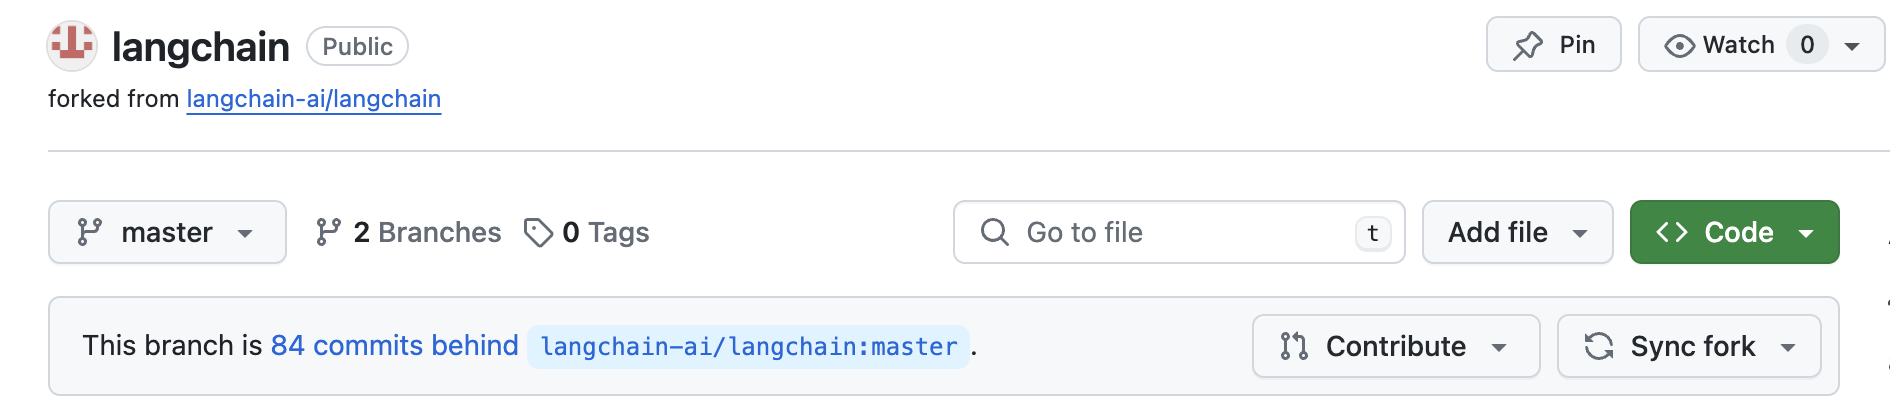 langchain Public
Pin
Watch 0
forked from langchain-ai/langchain
master
2 Branches
0 Tags
Go to file
t
Add file
Code
This branch is 84 commits behind langchain-ai/langchain:master.
Contribute
Sync fork